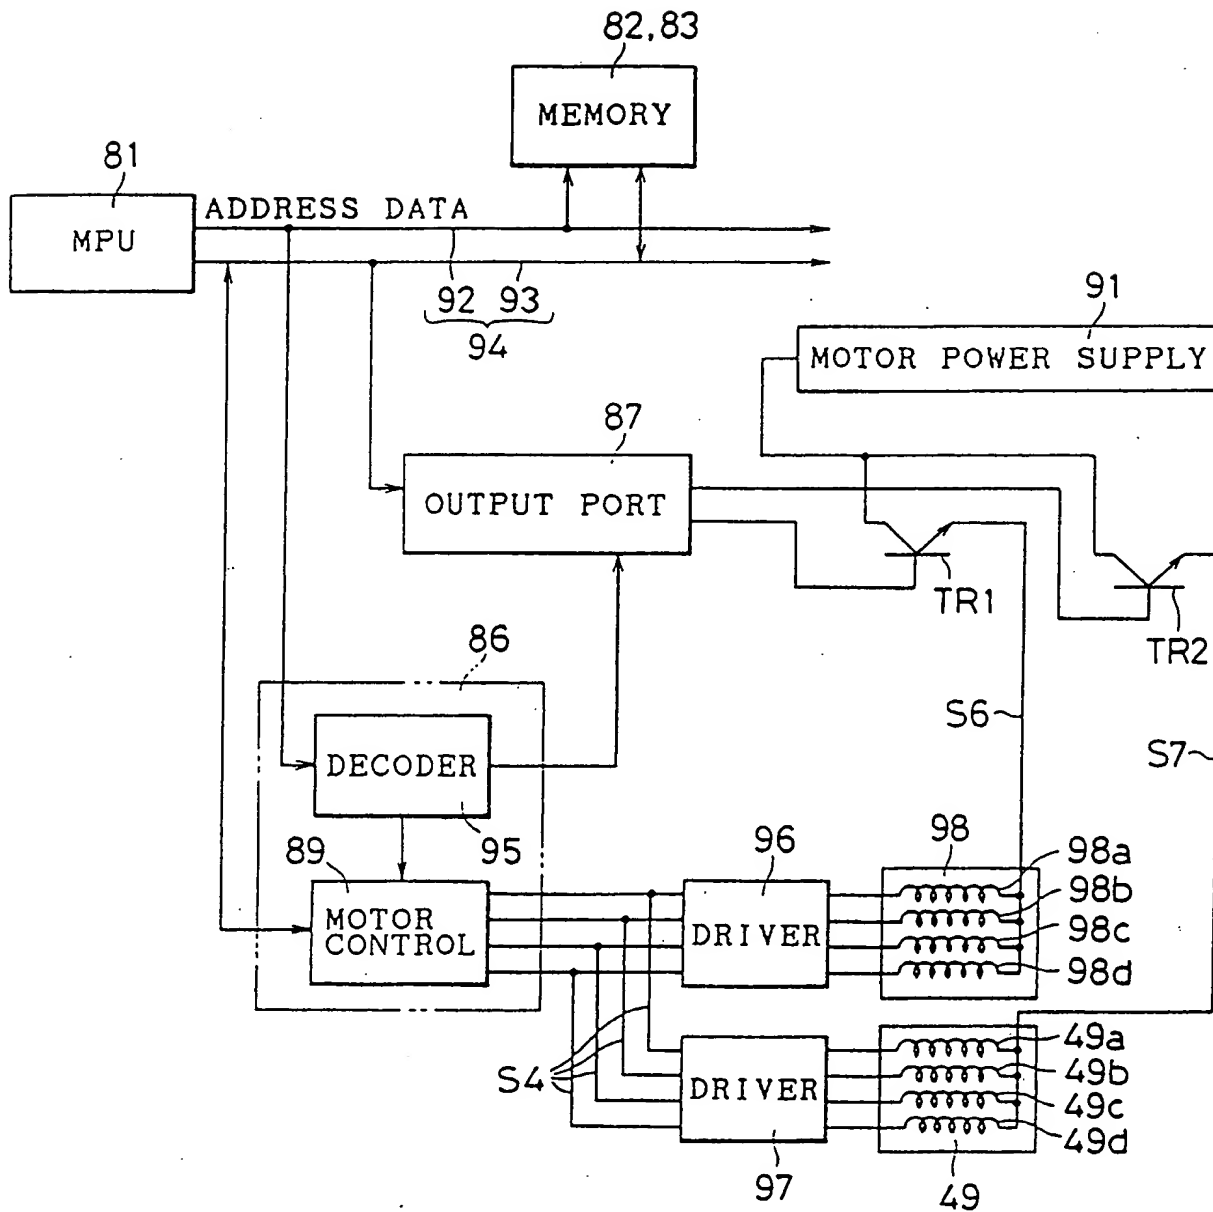 82,83
MEMORY
81
MPU
ADDRESS DATA
92 93
94
91
MOTOR POWER SUPPLY
87
OUTPUT PORT
TR1
TR2
86
S6
S7
DECODER
95
89
MOTOR
CONTROL
96
DRIVER
98
98a
98b
98c
98d
S4
DRIVER
97
49a
49b
49c
49d
49